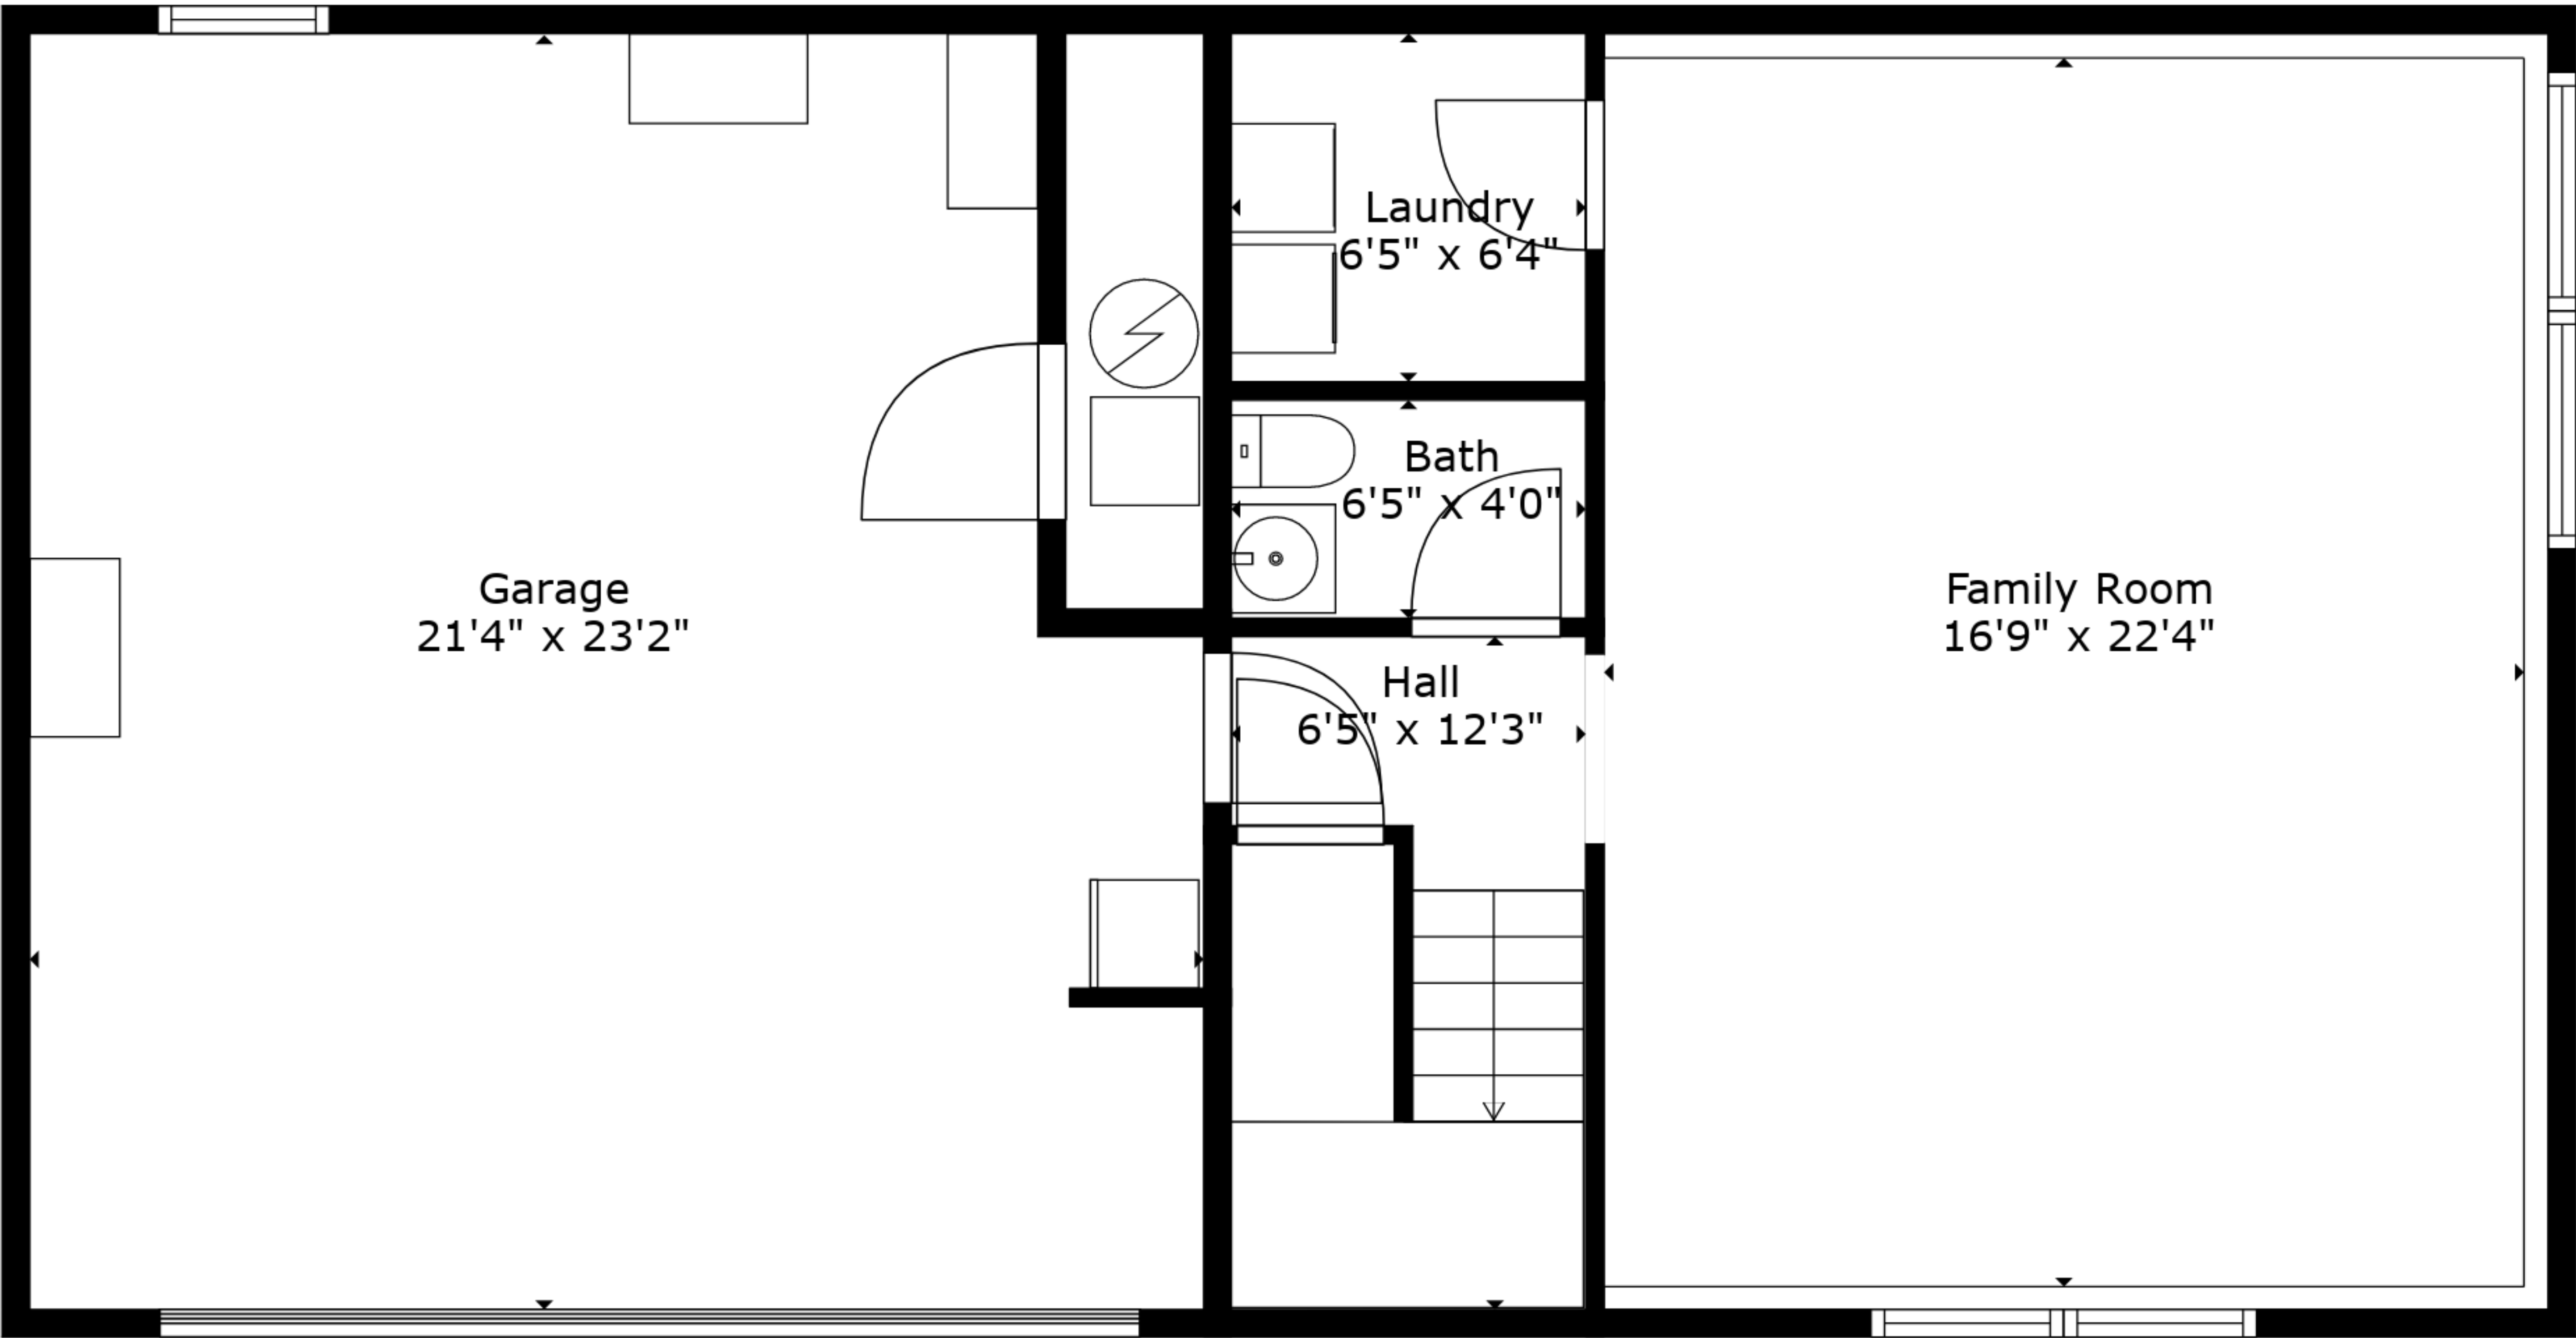 Laundry
6'5" x 6'4"
Bath
6'5" x 4'0"
Garage
21'4" x 23'2"
Family Room
16'9" x 22'4"
Hall
6'5" x 12'3"